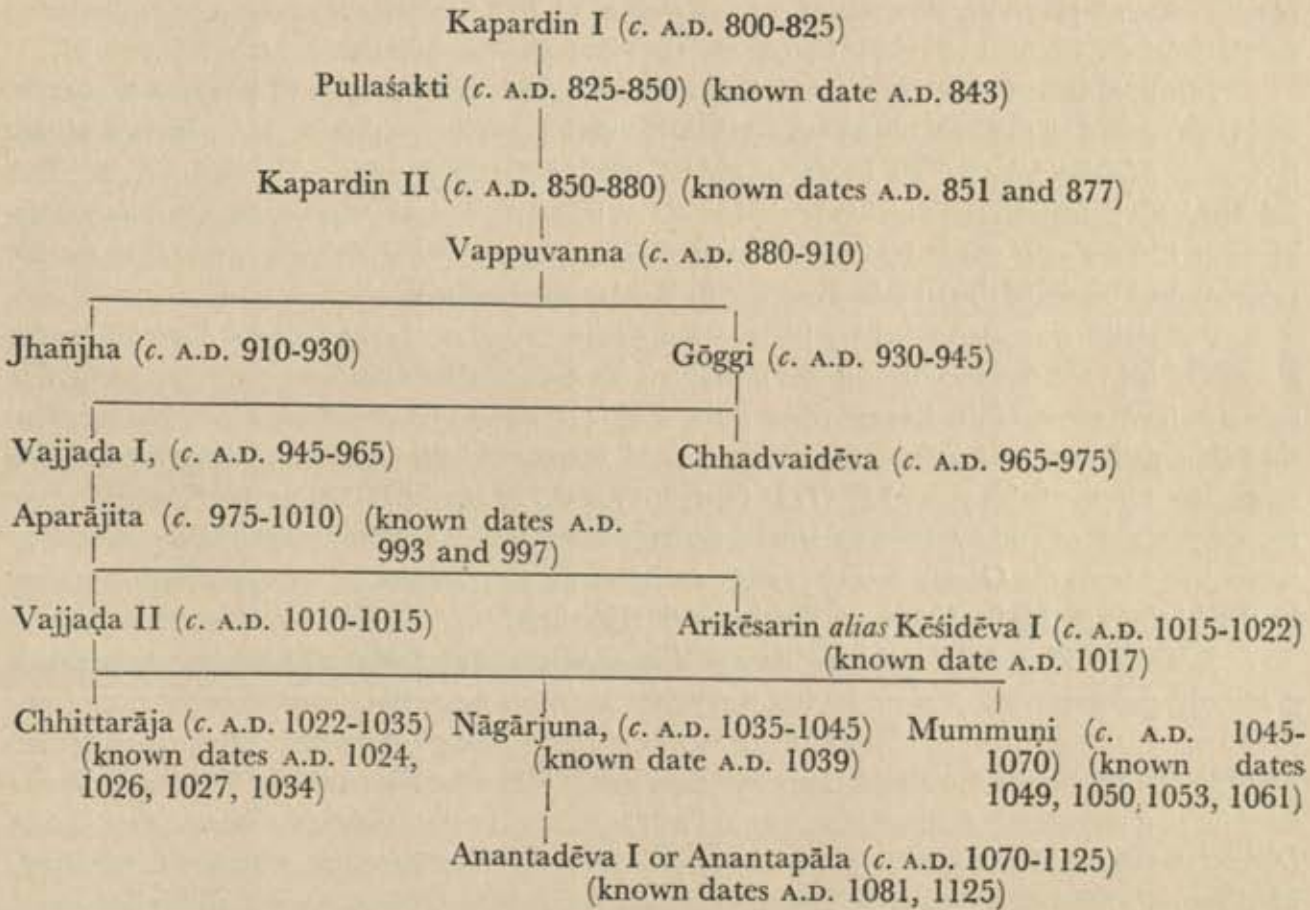 Kapardin I (c. A.D. 800-825)
Pullaśakti (c. A.D. 825-850) (known date A.D. 843)
Kapardin II (c. A.D. 850-880) (known dates A.D. 851 and 877)
Vappuvanna (c. A.D. 880-910)
Jhañjha (c. A.D. 910-930) Gōggi (c. A.D. 930-945)
Vajjaḍa I, (c. A.D. 945-965) Chhadvaidēva (c. A.D. 965-975)
Aparājita (c. 975-1010) (known dates A.D.
993 and 997)
Vajjaḍa II (c. A.D. 1010-1015) Arikēsarin alias Kēśidēva I (c. A.D. 1015-1022)
(known date A.D. 1017)
Chhittarāja (c. A.D. 1022-1035) Nāgārjuna, (c. A.D. 1035-1045) Mummuṇi (c. A.D. 1045-
(known dates A.D. 1024, (known date A.D. 1039) 1070) (known dates
1026, 1027, 1034) 1049, 1050, 1053, 1061)
Anantadēva I or Anantapāla (c. A.D. 1070-1125)
(known dates A.D. 1081, 1125)